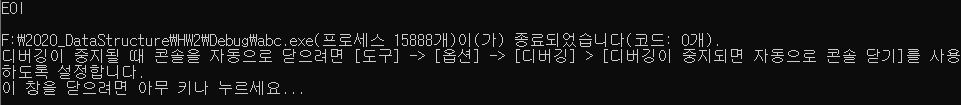 EOI
F:\2020_DataStructure\HW2\Debug\abc.exe(프로세스 15888개)이(가) 종료되었습니다(코드: 0개).
디버깅이 중지될 때 콘솔을 자동으로 닫으려면 [도구] -> [옵션] -> [디버깅] > [디버깅이 중지되면 자동으로 콘솔 닫기]를 사용
하도록 설정합니다.
이 창을 닫으려면 아무 키나 누르세요...